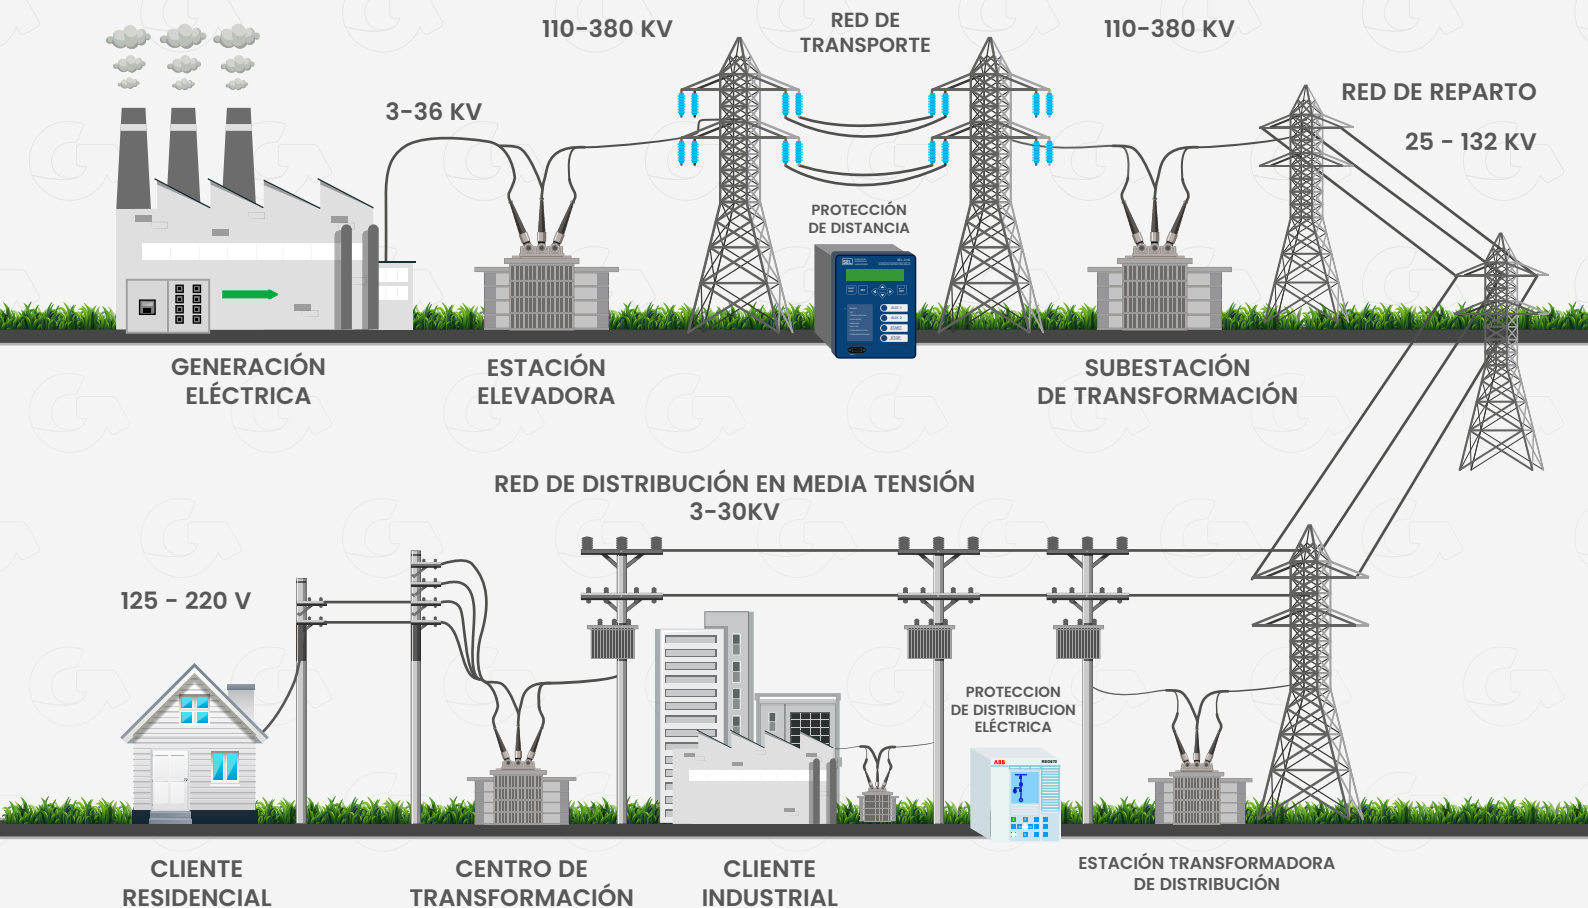 110-380 KV
RED DE
TRANSPORTE
110-380 KV
3-36 KV
RED DE REPARTO
25 - 132 KV
PROTECCIÓN
DE DISTANCIA
SEL
GENERACIÓN
ELÉCTRICA
ESTACIÓN
ELEVADORA
SUBESTACIÓN
DE TRANSFORMACIÓN
RED DE DISTRIBUCIÓN EN MEDIA TENSIÓN
3-30KV
125 - 220 V
PROTECCION
DE DISTRIBUCION
ELÉCTRICA
ABB
CLIENTE
RESIDENCIAL
CENTRO DE
TRANSFORMACIÓN
CLIENTE
INDUSTRIAL
ESTACIÓN TRANSFORMADORA
DE DISTRIBUCIÓN